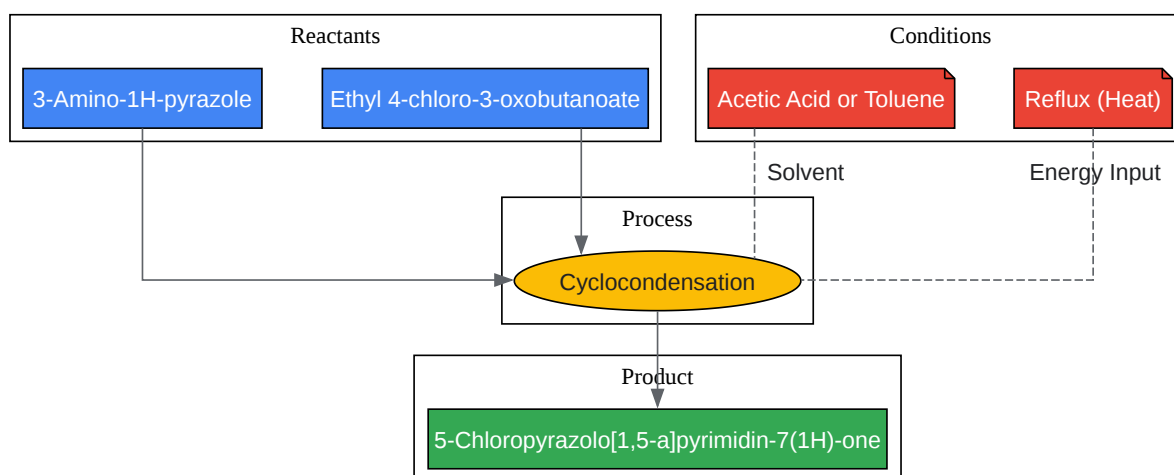 Reactants
Conditions
3-Amino-1H-pyrazole
Ethyl 4-chloro-3-oxobutanoate
Acetic Acid or Toluene
Reflux (Heat)
Solvent
Energy Input
Process
Cyclocondensation
Product
5-Chloropyrazolo[1,5-a]pyrimidin-7(1H)-one